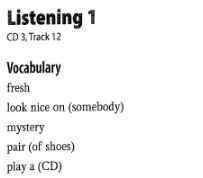 Listening 1
CD 3, Track 12
Vocabulary
fresh
look nice on (somebody)
mystery
pair (of shoes)
play a (CD)